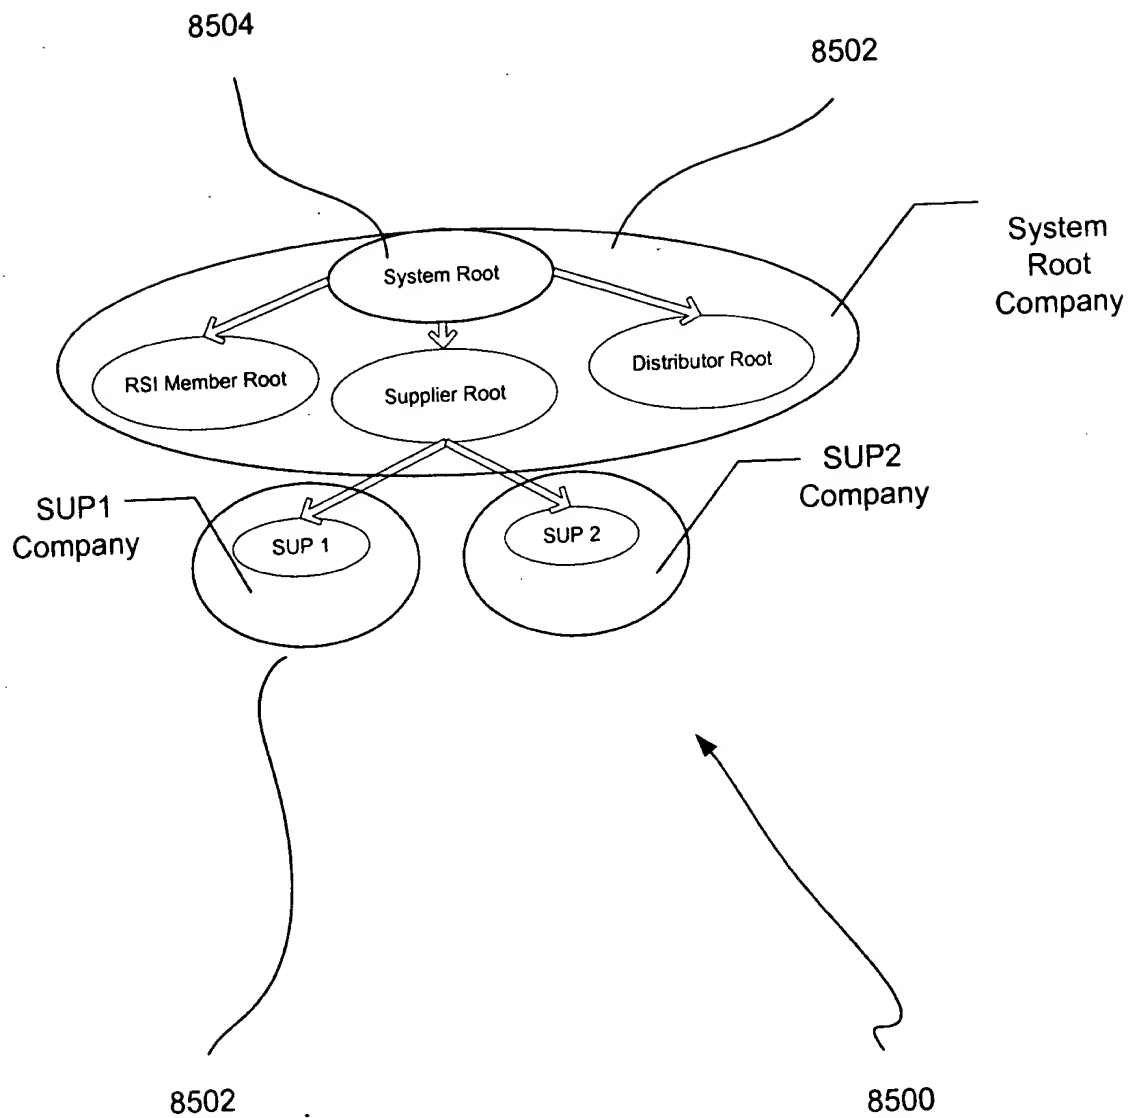 8504
8502
System
Root
Company
System Root
RSI Member Root
Supplier Root
Distributor Root
SUP1
Company
SUP2
Company
SUP 1
SUP 2
8502
8500